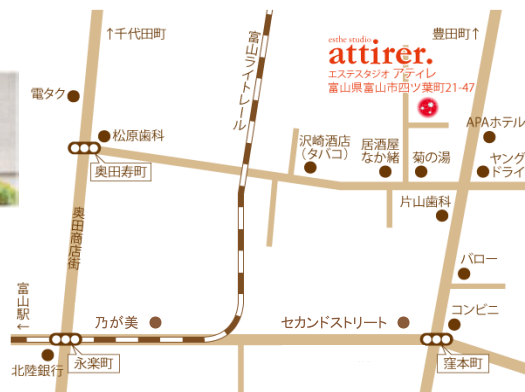 ↑千代田町
富山ライトレール
esthe studio
attirer.
エステスタジオ アティレ
富山県富山市四ツ葉町21-47
豊田町↑
電タク
松原歯科
奥田寿町
沢崎酒店
(タバコ)
居酒屋
なか緒
菊の湯
APAホテル
ヤング
ドライ
片山歯科
奥田商店街
バロー
富山駅←
乃が美
セカンドストリート
コンビニ
北陸銀行
永楽町
窪本町